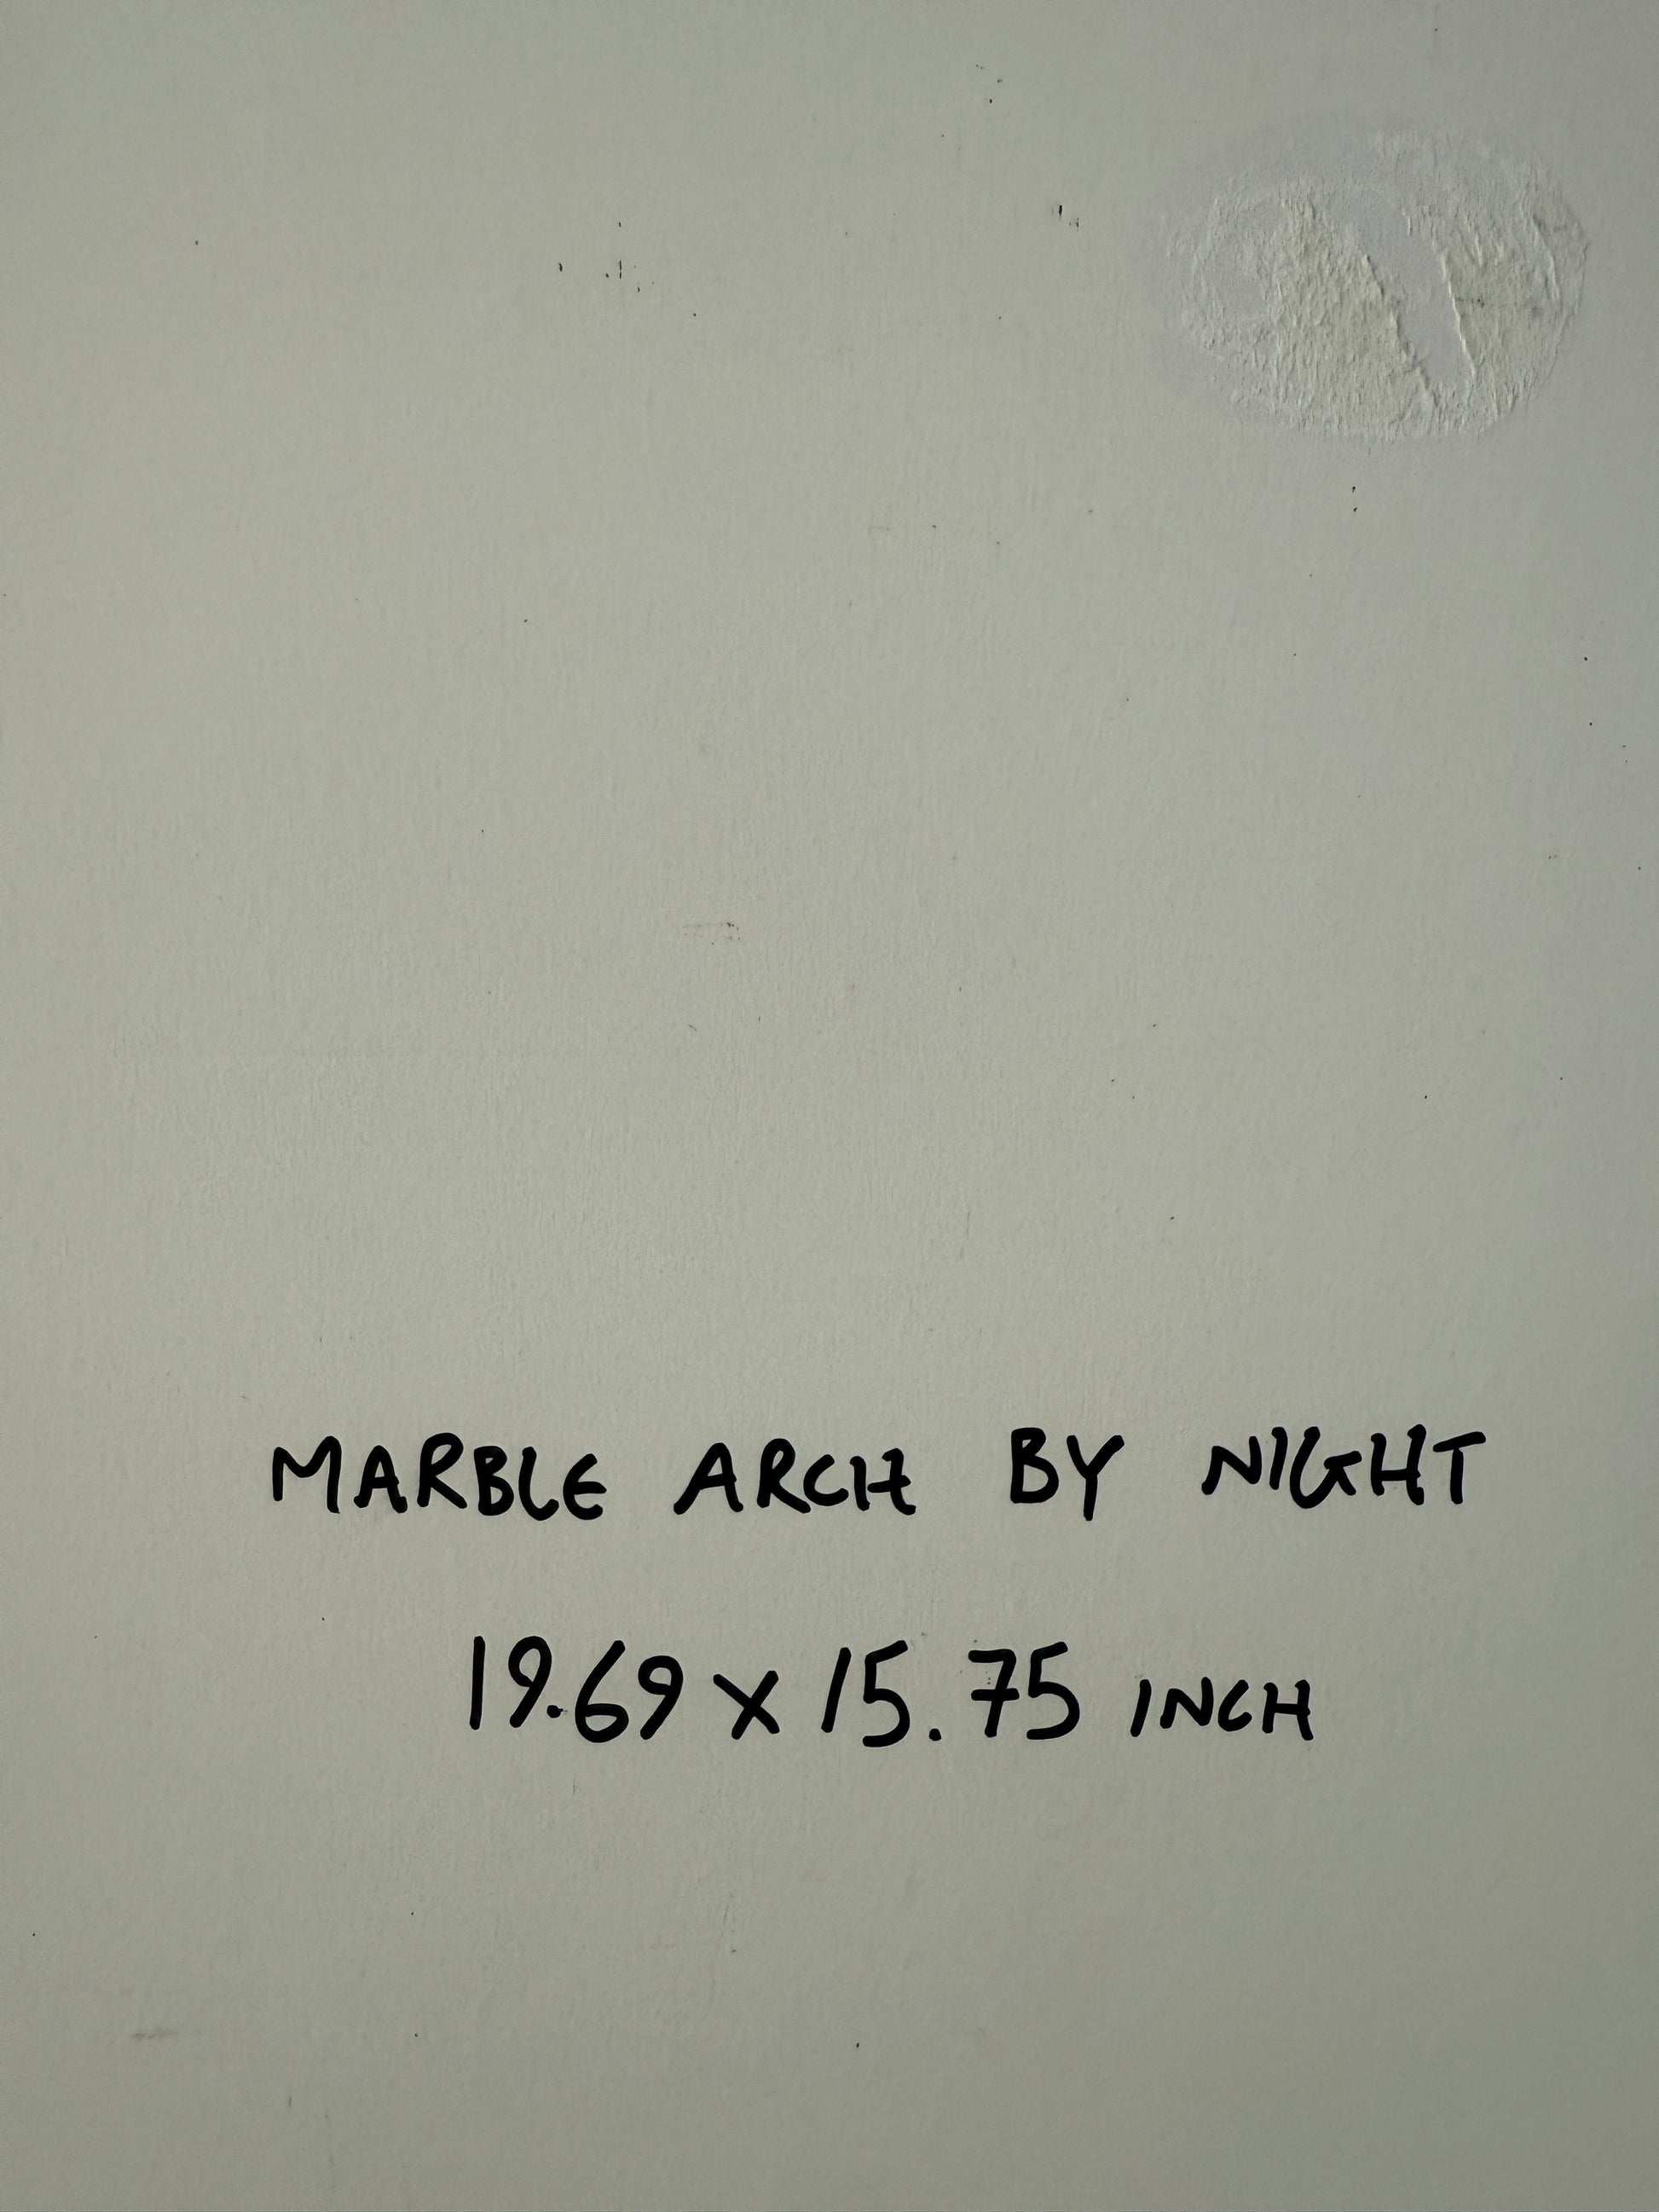 MARBLE ARCH BY NIGHT
19.69 x 15.75 INCH